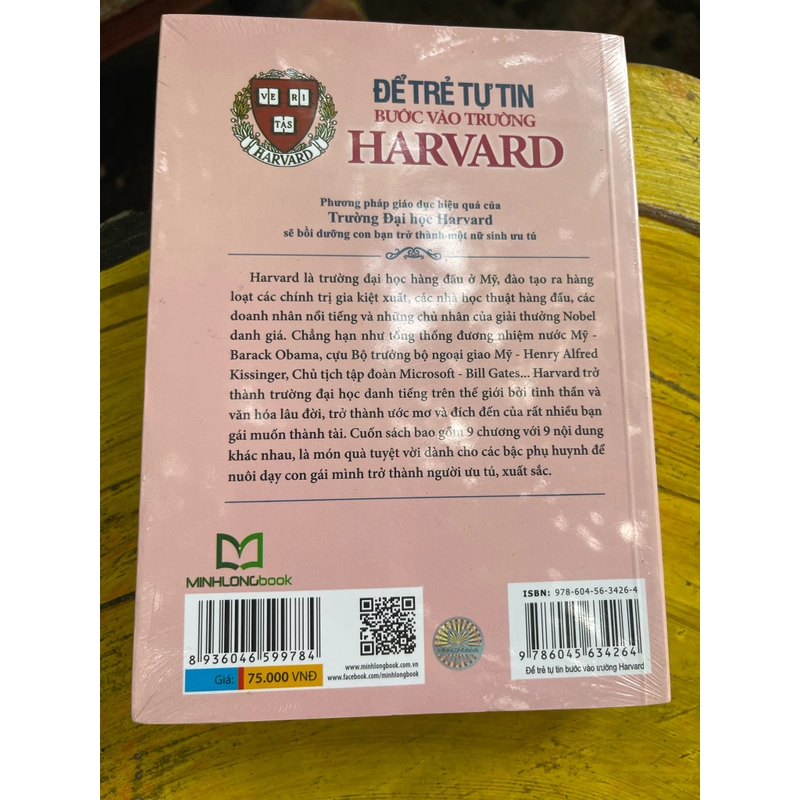 VE RI
TAS
HARVARD
ĐỂ TRẺ TỰ TIN
BƯỚC VÀO TRƯỜNG
HARVARD
Phương pháp giáo dục hiệu quả của
Trường Đại học Harvard
sẽ bồi dưỡng con bạn trở thành một nữ sinh ưu tú
Harvard là trường đại học hàng đầu ở Mỹ, đào tạo ra hàng
loạt các chính trị gia kiệt xuất, các nhà học thuật hàng đầu, các
doanh nhân nổi tiếng và những chủ nhân của giải thưởng Nobel
danh giá. Chẳng hạn như tổng thống đương nhiệm nước Mỹ -
Barack Obama, cựu Bộ trưởng bộ ngoại giao Mỹ - Henry Alfred
Kissinger, Chủ tịch tập đoàn Microsoft - Bill Gates... Harvard trở
thành trường đại học danh tiếng trên thế giới bởi tinh thần và
văn hóa lâu đời, trở thành ước mơ và đích đến của rất nhiều bạn
gái muốn thành tài. Cuốn sách bao gồm 9 chương với 9 nội dung
khác nhau, là món quà tuyệt vời dành cho các bậc phụ huynh để
nuôi dạy con gái mình trở thành người ưu tú, xuất sắc.
MINHLONGbook
8 936046 599784
Giá: 75.000 VNĐ
www.minhlongbook.com.vn
www.facebook.com/minhlongbook
MINHLONG
ISBN: 978-604-56-3426-4
9 786045 634264
Để trẻ tự tin bước vào trường Harvard